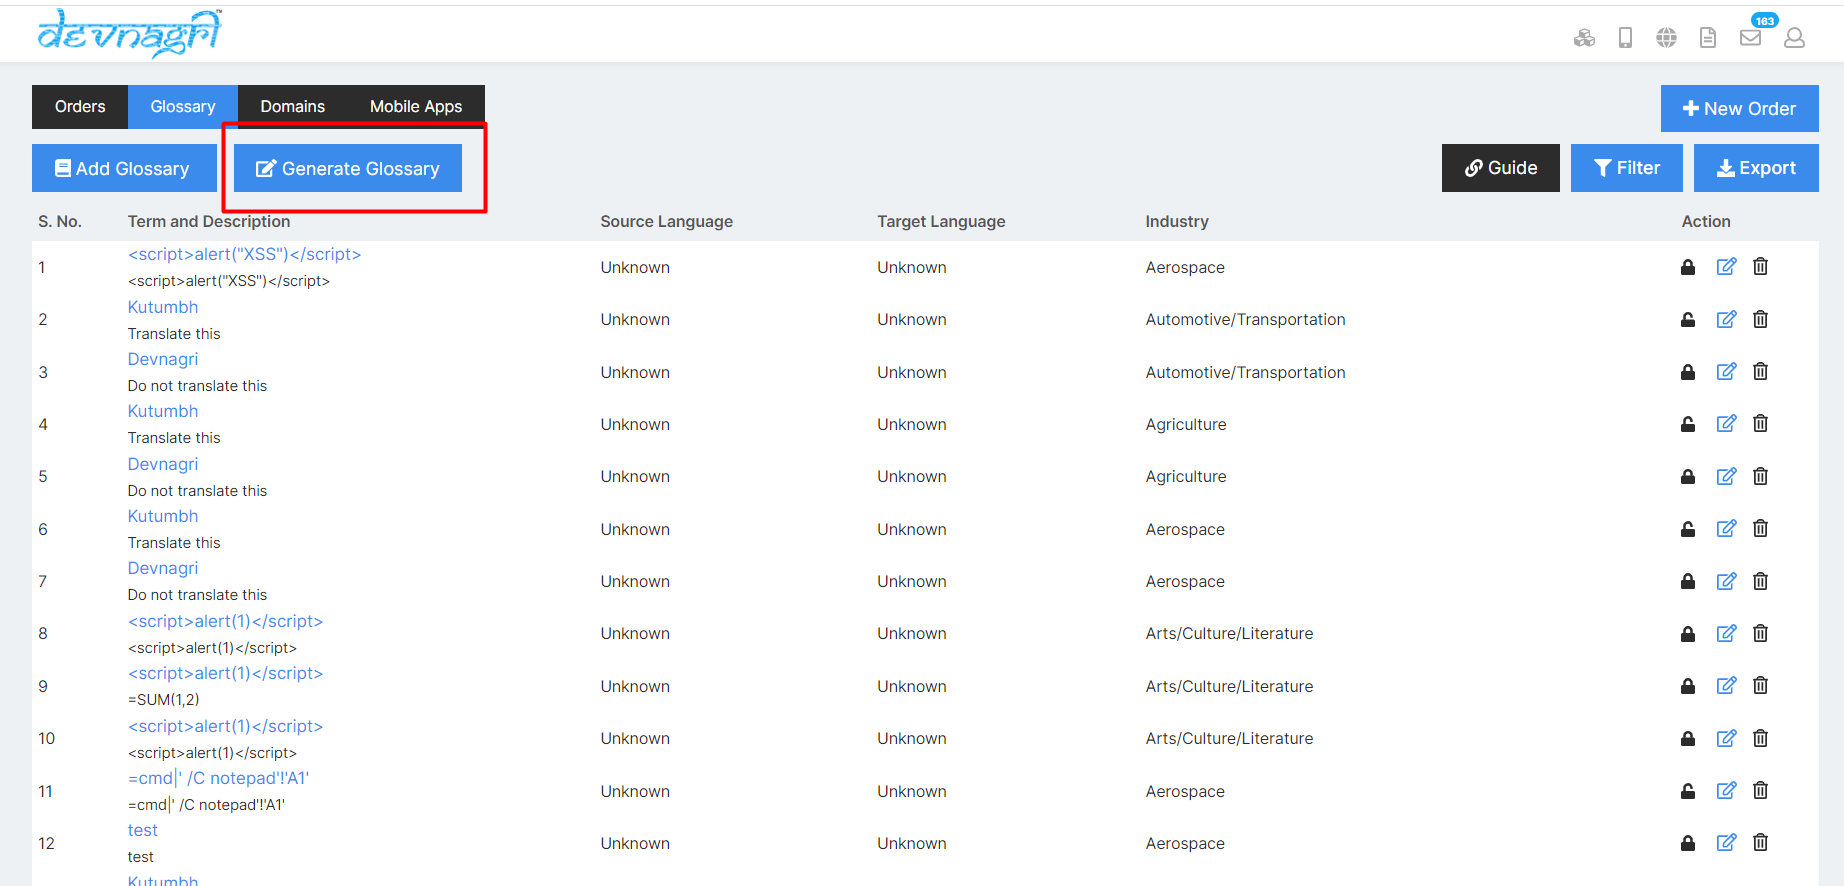 devnagri™
163
Orders Glossary Domains Mobile Apps
New Order
Add Glossary Generate Glossary Guide Filter Export
S. No. Term and Description Source Language Target Language Industry Action
<script>alert("XSS")</script>
1 Unknown Unknown Aerospace
<script>alert("XSS")</script>
Kutumbh
2 Unknown Unknown Automotive/Transportation
Translate this
Devnagri
3 Unknown Unknown Automotive/Transportation
Do not translate this
Kutumbh
4 Unknown Unknown Agriculture
Translate this
Devnagri
5 Unknown Unknown Agriculture
Do not translate this
Kutumbh
6 Unknown Unknown Aerospace
Translate this
Devnagri
7 Unknown Unknown Aerospace
Do not translate this
<script>alert(1)</script>
8 Unknown Unknown Arts/Culture/Literature
<script>alert(1)</script>
<script>alert(1)</script>
9 Unknown Unknown Arts/Culture/Literature
=SUM(1,2)
<script>alert(1)</script>
10 Unknown Unknown Arts/Culture/Literature
<script>alert(1)</script>
=cmd|' /C notepad'!'A1'
11 Unknown Unknown Aerospace
=cmd|' /C notepad'!'A1'
test
12 Unknown Unknown Aerospace
test
Kutumbh